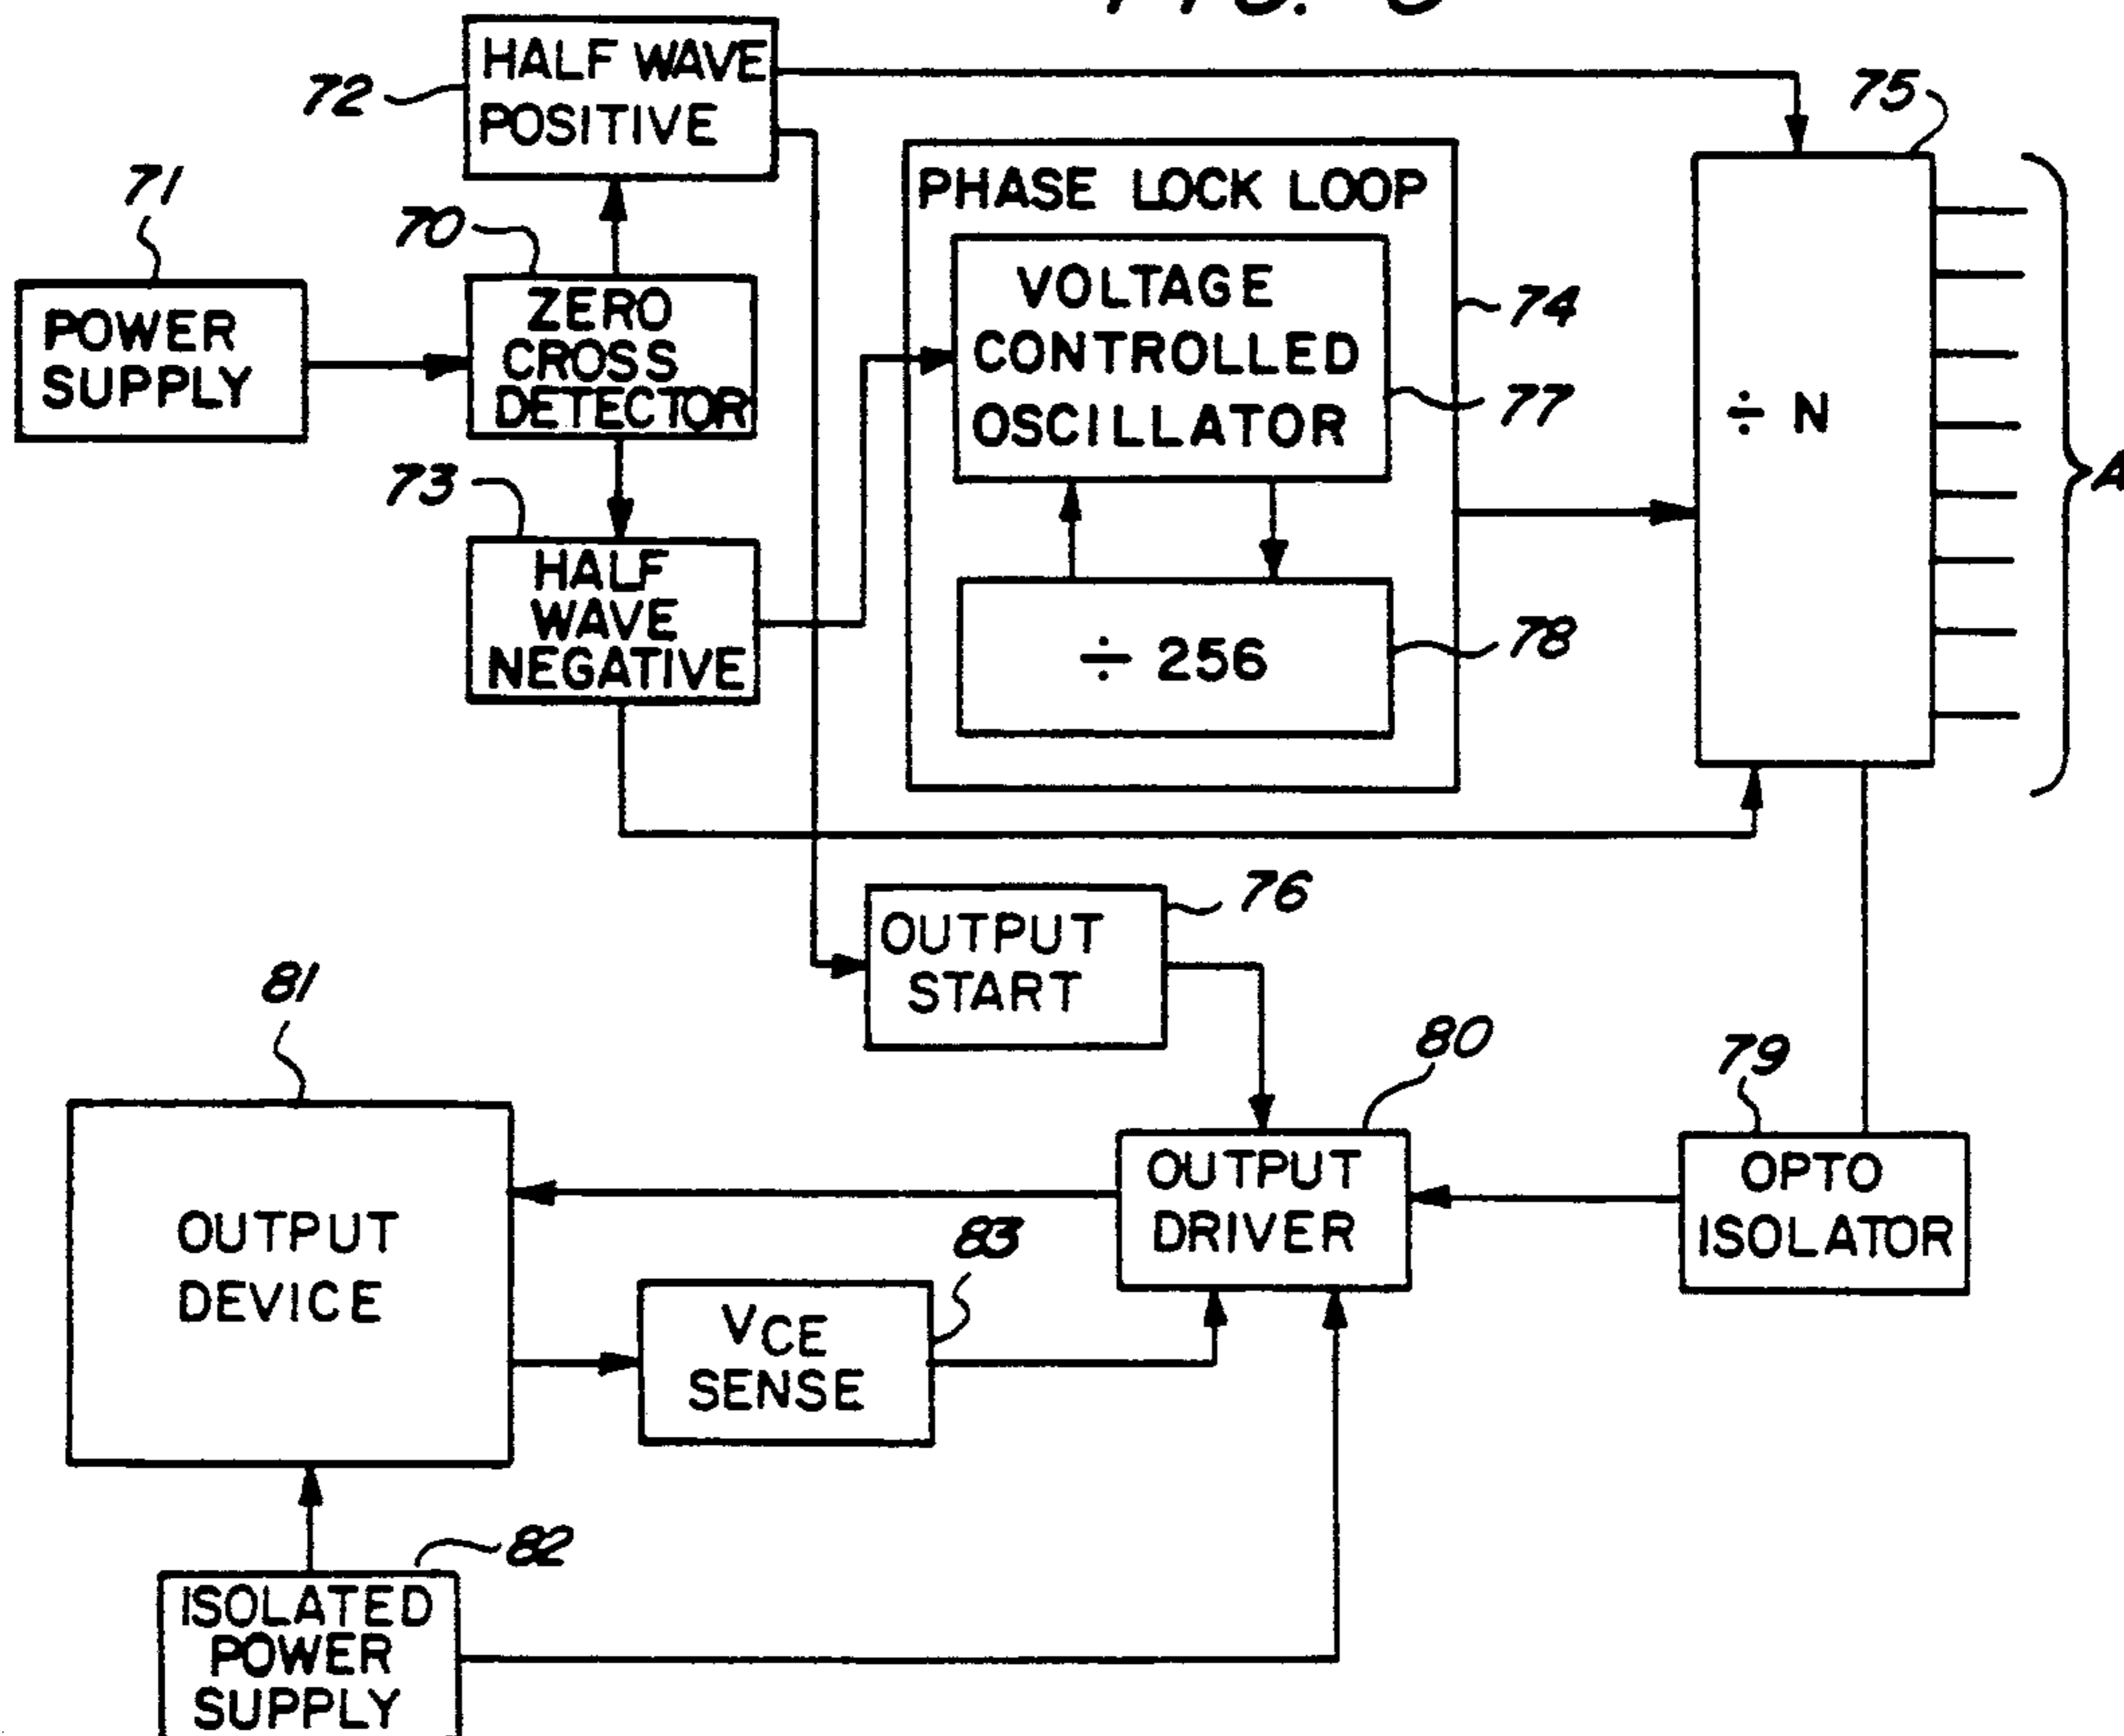 72
HALF WAVE
POSITIVE
75
71
POWER
SUPPLY
70
ZERO
CROSS
DETECTOR
PHASE LOCK LOOP
VOLTAGE
CONTROLLED
OSCILLATOR
74
77
÷ N
A
73
HALF
WAVE
NEGATIVE
÷ 256
78
OUTPUT
START
76
81
OUTPUT
DEVICE
80
OUTPUT
DRIVER
79
OPTO
ISOLATOR
83
VCE
SENSE
82
ISOLATED
POWER
SUPPLY